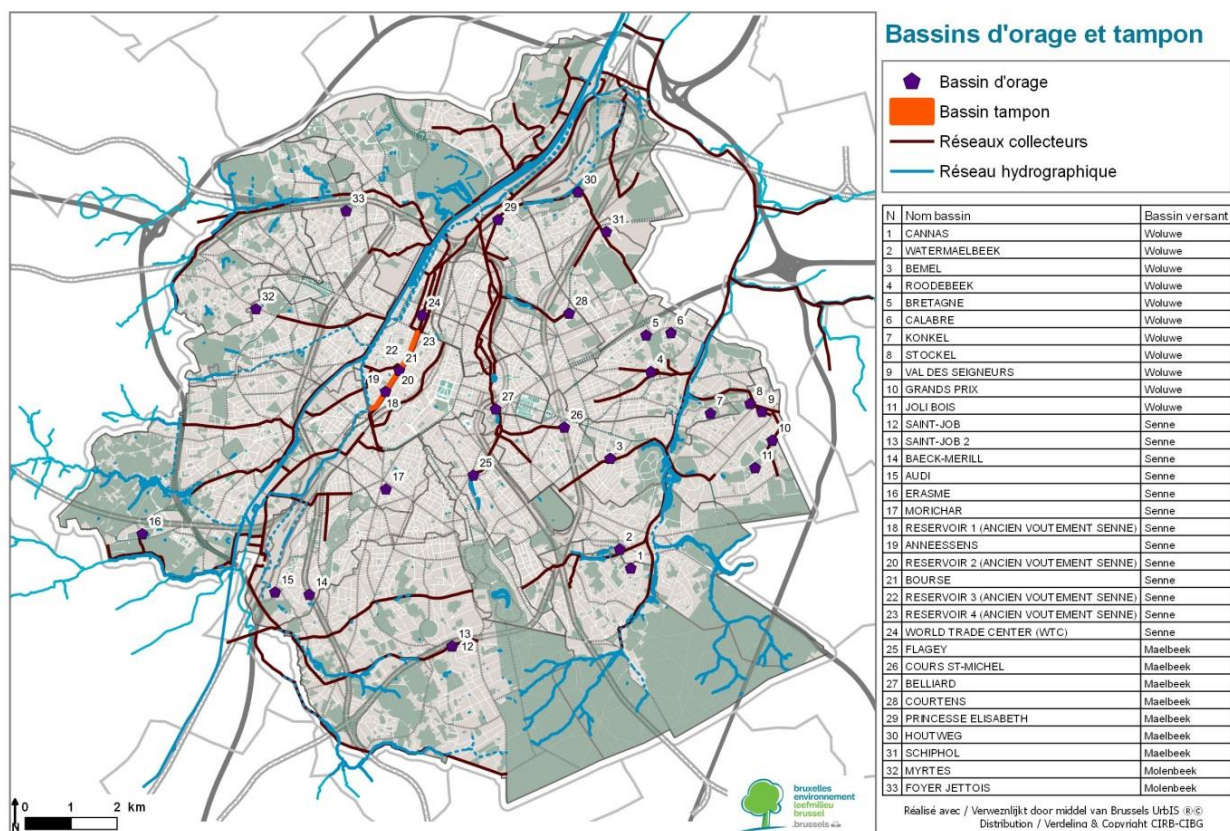 Bassins d'orage et tampon
Bassin d'orage
Bassin tampon
Réseaux collecteurs
Réseau hydrographique
N Nom bassin Bassin versant
1 CANNAS Woluwe
2 WATERMAELBEEK Woluwe
3 BEMEL Woluwe
4 ROODEBEEK Woluwe
5 BRETAGNE Woluwe
6 CALABRE Woluwe
7 KONKEL Woluwe
8 STOCKEL Woluwe
9 VAL DES SEIGNEURS Woluwe
10 GRANDS PRIX Woluwe
11 JOLI BOIS Woluwe
12 SAINT-JOB Senne
13 SAINT-JOB 2 Senne
14 BAECK-MERILL Senne
15 AUDI Senne
16 ERASME Senne
17 MORICHAR Senne
18 RESERVOIR 1 (ANCIEN VOUTEMENT SENNE) Senne
19 ANNEESSENS Senne
20 RESERVOIR 2 (ANCIEN VOUTEMENT SENNE) Senne
21 BOURSE Senne
22 RESERVOIR 3 (ANCIEN VOUTEMENT SENNE) Senne
23 RESERVOIR 4 (ANCIEN VOUTEMENT SENNE) Senne
24 WORLD TRADE CENTER (WTC) Senne
25 FLAGEY Maelbeek
26 COURS ST-MICHEL Maelbeek
27 BELLIARD Maelbeek
28 COURTENS Maelbeek
29 PRINCESSE ELISABETH Maelbeek
30 HOUTWEG Maelbeek
31 SCHIPHOL Maelbeek
32 MYRTES Molenbeek
33 FOYER JETTOIS Molenbeek
Réalisé avec / Verweznlijkt door middel van Brussels UrbIS ®©
Distribution / Verdeling & Copyright CIRB-CIBG
30
33
29
31
32
24
28
5
6
23
22
21
4
19
20
18
8
7
9
27
26
10
3
11
25
17
16
2
1
15
14
13
12
0 1 2 km
N
bruxelles
environnement
leefmilieu
brussel
.brussels